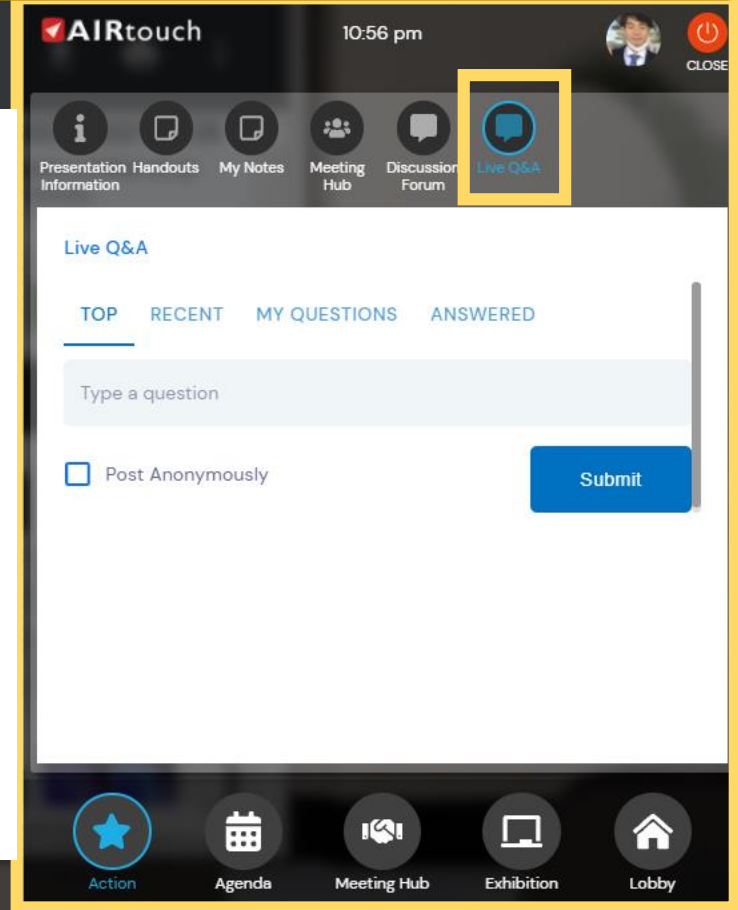 AIRtouch
10:56 pm
CLOSE
Presentation Information
Handouts
My Notes
Meeting Hub
Discussion Forum
Live Q&A
Live Q&A
TOP RECENT MY QUESTIONS ANSWERED
Type a question
Post Anonymously
Submit
Action
Agenda
Meeting Hub
Exhibition
Lobby